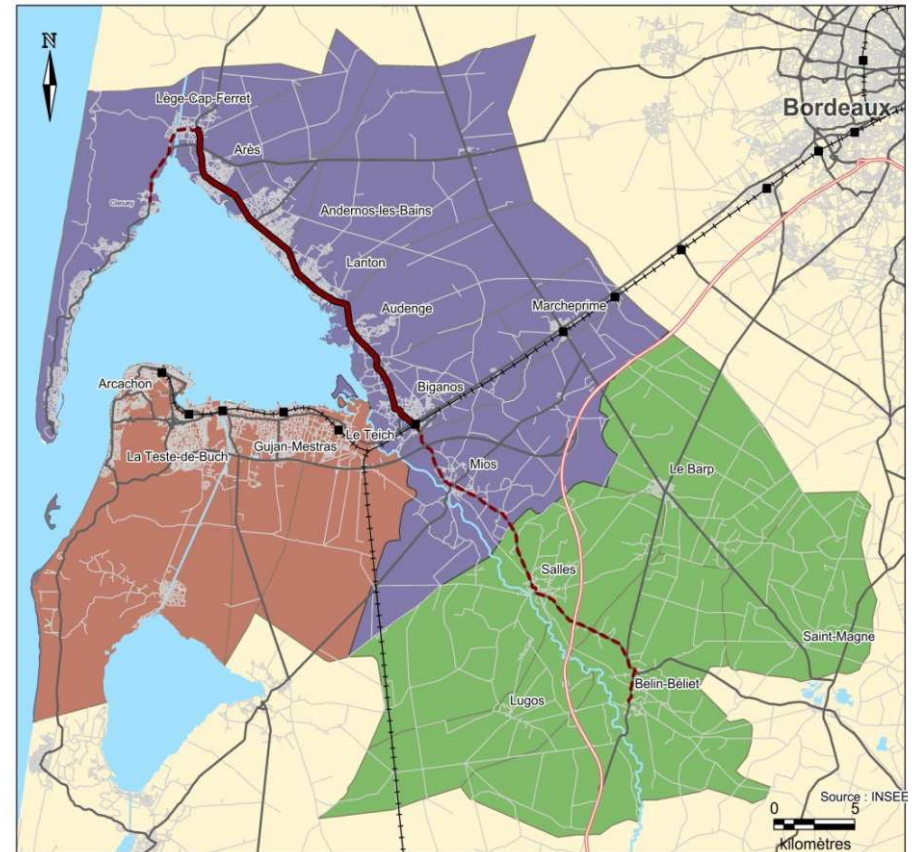 N
Lège-Cap-Ferret
Bordeaux
Arès
Claouey
Andernos-les-Bains
Lanton
Audenge
Marcheprime
Arcachon
Biganos
Le Teich
Gujan-Mestras
La Teste-de-Buch
Mios
Le Barp
Salles
Saint-Magne
Belin-Béliet
Lugos
Source : INSEE
0 5
kilomètres